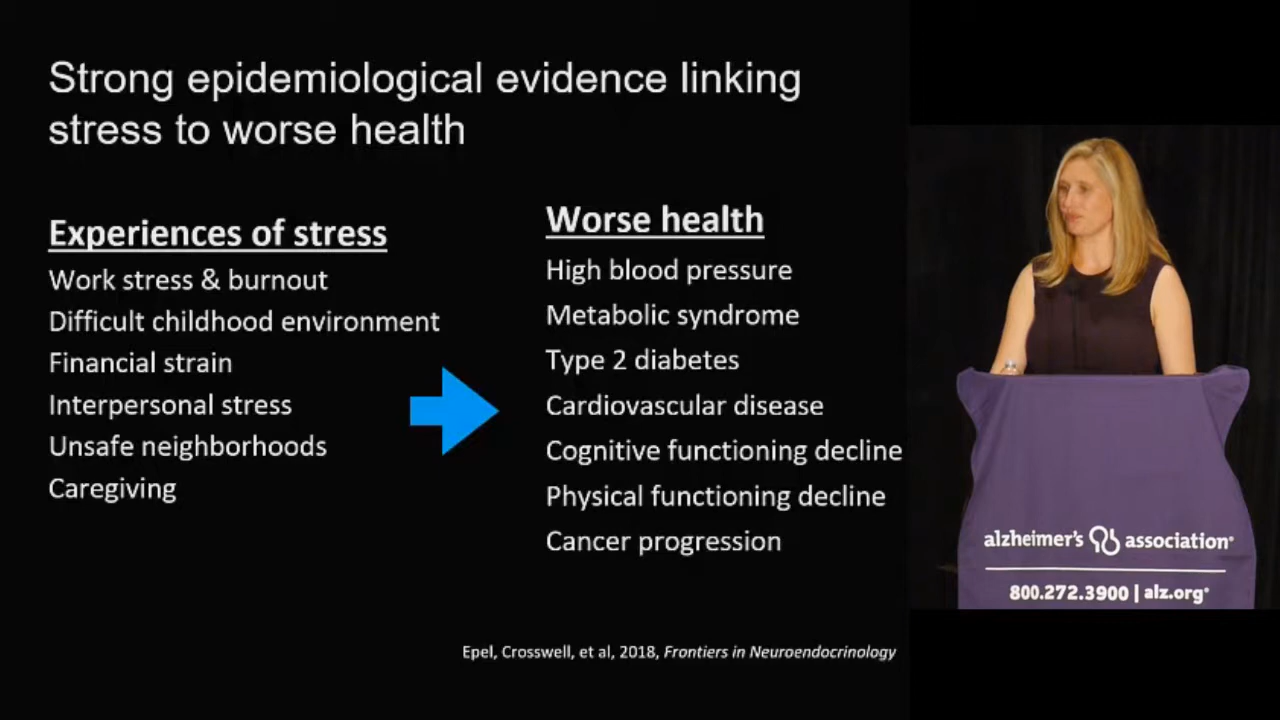 Strong epidemiological evidence linking
stress to worse health
Experiences of stress
Work stress & burnout
Difficult childhood environment
Financial strain
Interpersonal stress
Unsafe neighborhoods
Caregiving
Worse health
High blood pressure
Metabolic syndrome
Type 2 diabetes
Cardiovascular disease
Cognitive functioning decline
Physical functioning decline
Cancer progression
Epel, Crosswell, et al, 2018, Frontiers in Neuroendocrinology
alzheimer's association®
800.272.3900 | alz.org®